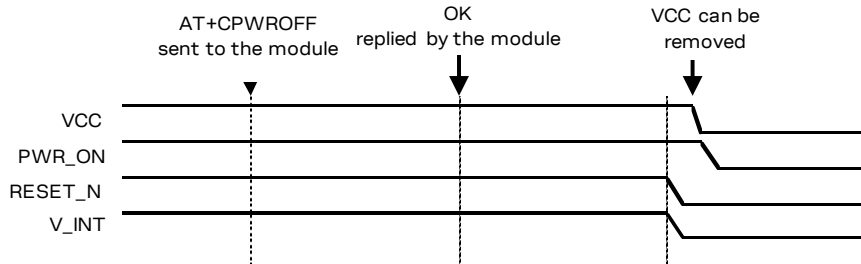 AT+CPWROFF
sent to the module
OK
replied by the module
VCC can be
removed
VCC
PWR_ON
RESET_N
V_INT